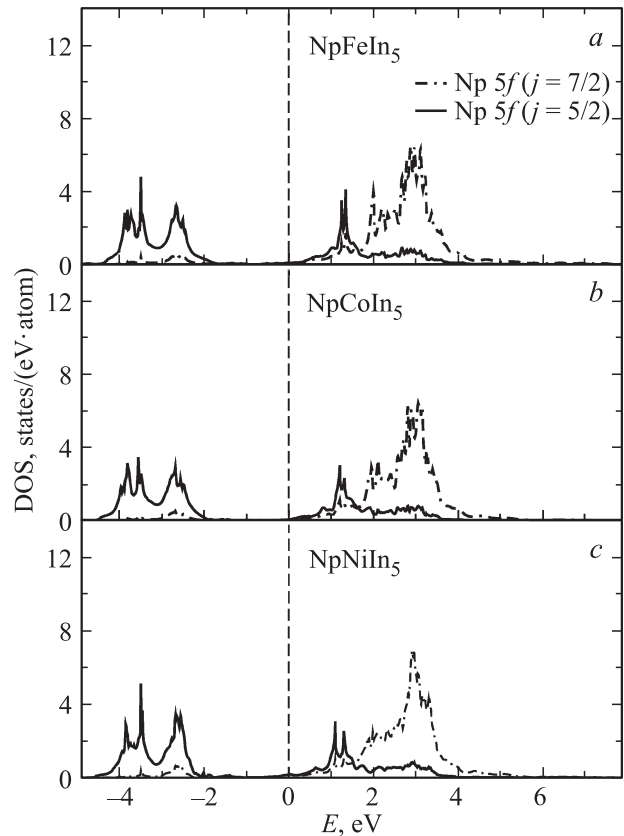 12
NpFeIn5
a
Np 5f (j = 7/2)
Np 5f (j = 5/2)
8
4
0
12
NpCoIn5
b
8
4
0
DOS, states/(eV·atom)
12
NpNiIn5
c
8
4
0
−4 −2 0 2 4 6
E, eV